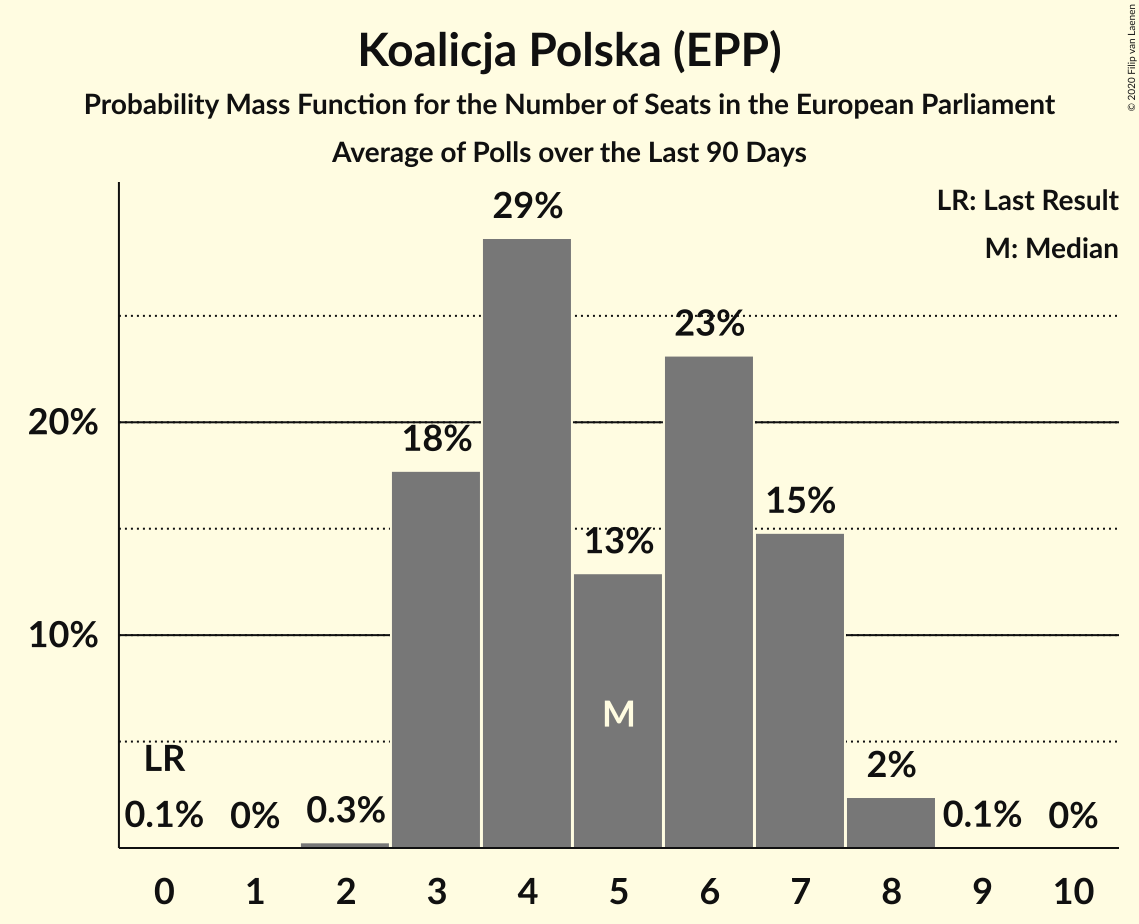 Koalicja Polska (EPP)
Probability Mass Function for the Number of Seats in the European Parliament
Average of Polls over the Last 90 Days
© 2020 Filip van Laenen
LR: Last Result
M: Median
29%
23%
20%
18%
15%
13%
10%
M
LR
2%
0.1%
0%
0.3%
0.1%
0%
0 1 2 3 4 5 6 7 8 9 10